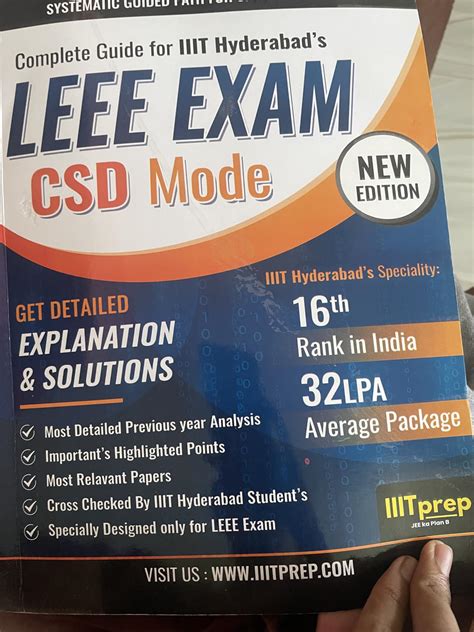 SYSTEMATIC GUIDED PATH FOR
Complete Guide for IIIT Hyderabad's
LEEE EXAM
CSD Mode
NEW
EDITION
IIIT Hyderabad's Speciality:
16th
Rank in India
32LPA
Average Package
GET DETAILED
EXPLANATION
& SOLUTIONS
Most Detailed Previous year Analysis
Important's Highlighted Points
Most Relavant Papers
Cross Checked By IIIT Hyderabad Student's
Specially Designed only for LEEE Exam
IIITprep
JEE ka Plan B
VISIT US : WWW.IIITPREP.COM